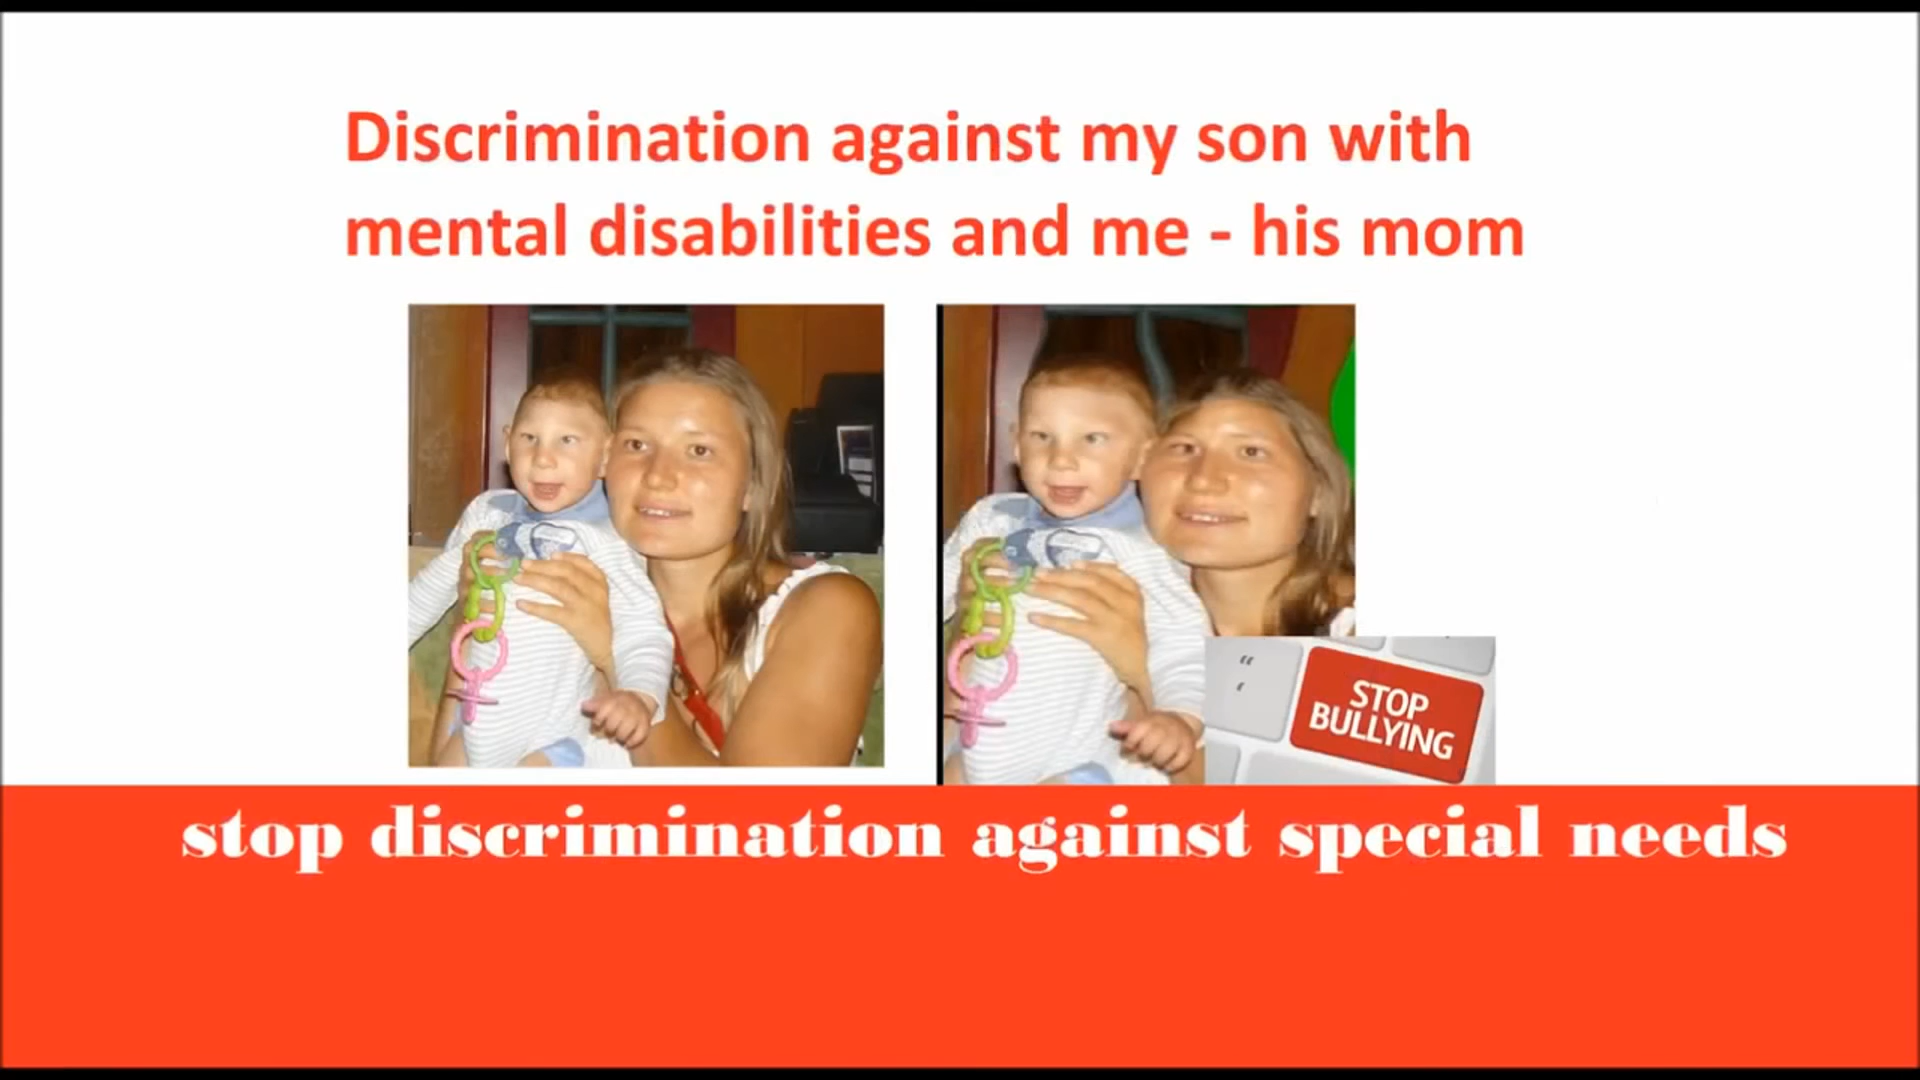 Discrimination against my son with
mental disabilities and me - his mom
STOP
BULLYING
stop discrimination against special needs